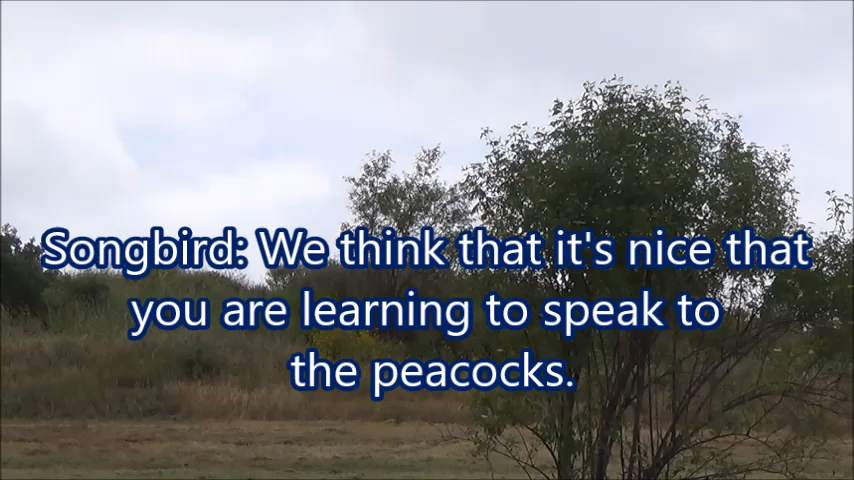 Songbird: We think that it's nice that
you are learning to speak to
the peacocks.